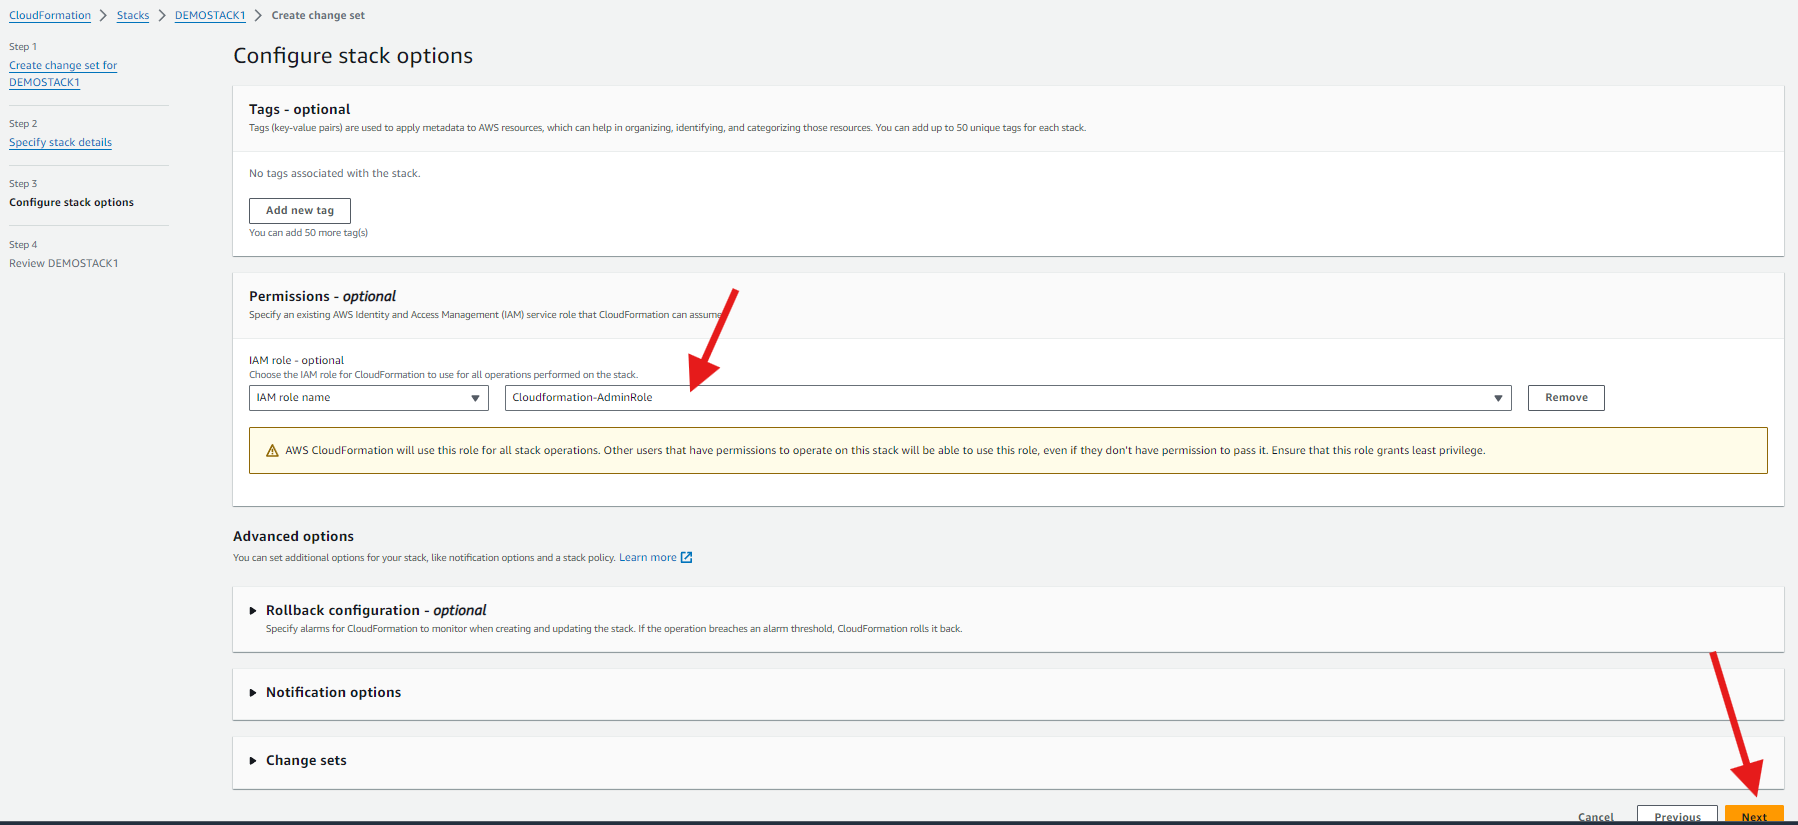 CloudFormation > Stacks > DEMOSTACK1 > Create change set
Step 1
Create change set for
DEMOSTACK1
Step 2
Specify stack details
Step 3
Configure stack options
Step 4
Review DEMOSTACK1
Configure stack options
Tags - optional
Tags (key-value pairs) are used to apply metadata to AWS resources, which can help in organizing, identifying, and categorizing those resources. You can add up to 50 unique tags for each stack.
No tags associated with the stack.
Add new tag
You can add 50 more tag(s)
Permissions - optional
Specify an existing AWS Identity and Access Management (IAM) service role that CloudFormation can assume
IAM role - optional
Choose the IAM role for CloudFormation to use for all operations performed on the stack.
IAM role name Cloudformation-AdminRole Remove
AWS CloudFormation will use this role for all stack operations. Other users that have permissions to operate on this stack will be able to use this role, even if they don't have permission to pass it. Ensure that this role grants least privilege.
Advanced options
You can set additional options for your stack, like notification options and a stack policy. Learn more
Rollback configuration - optional
Specify alarms for CloudFormation to monitor when creating and updating the stack. If the operation breaches an alarm threshold, CloudFormation rolls it back.
Notification options
Change sets
Cancel Previous Next